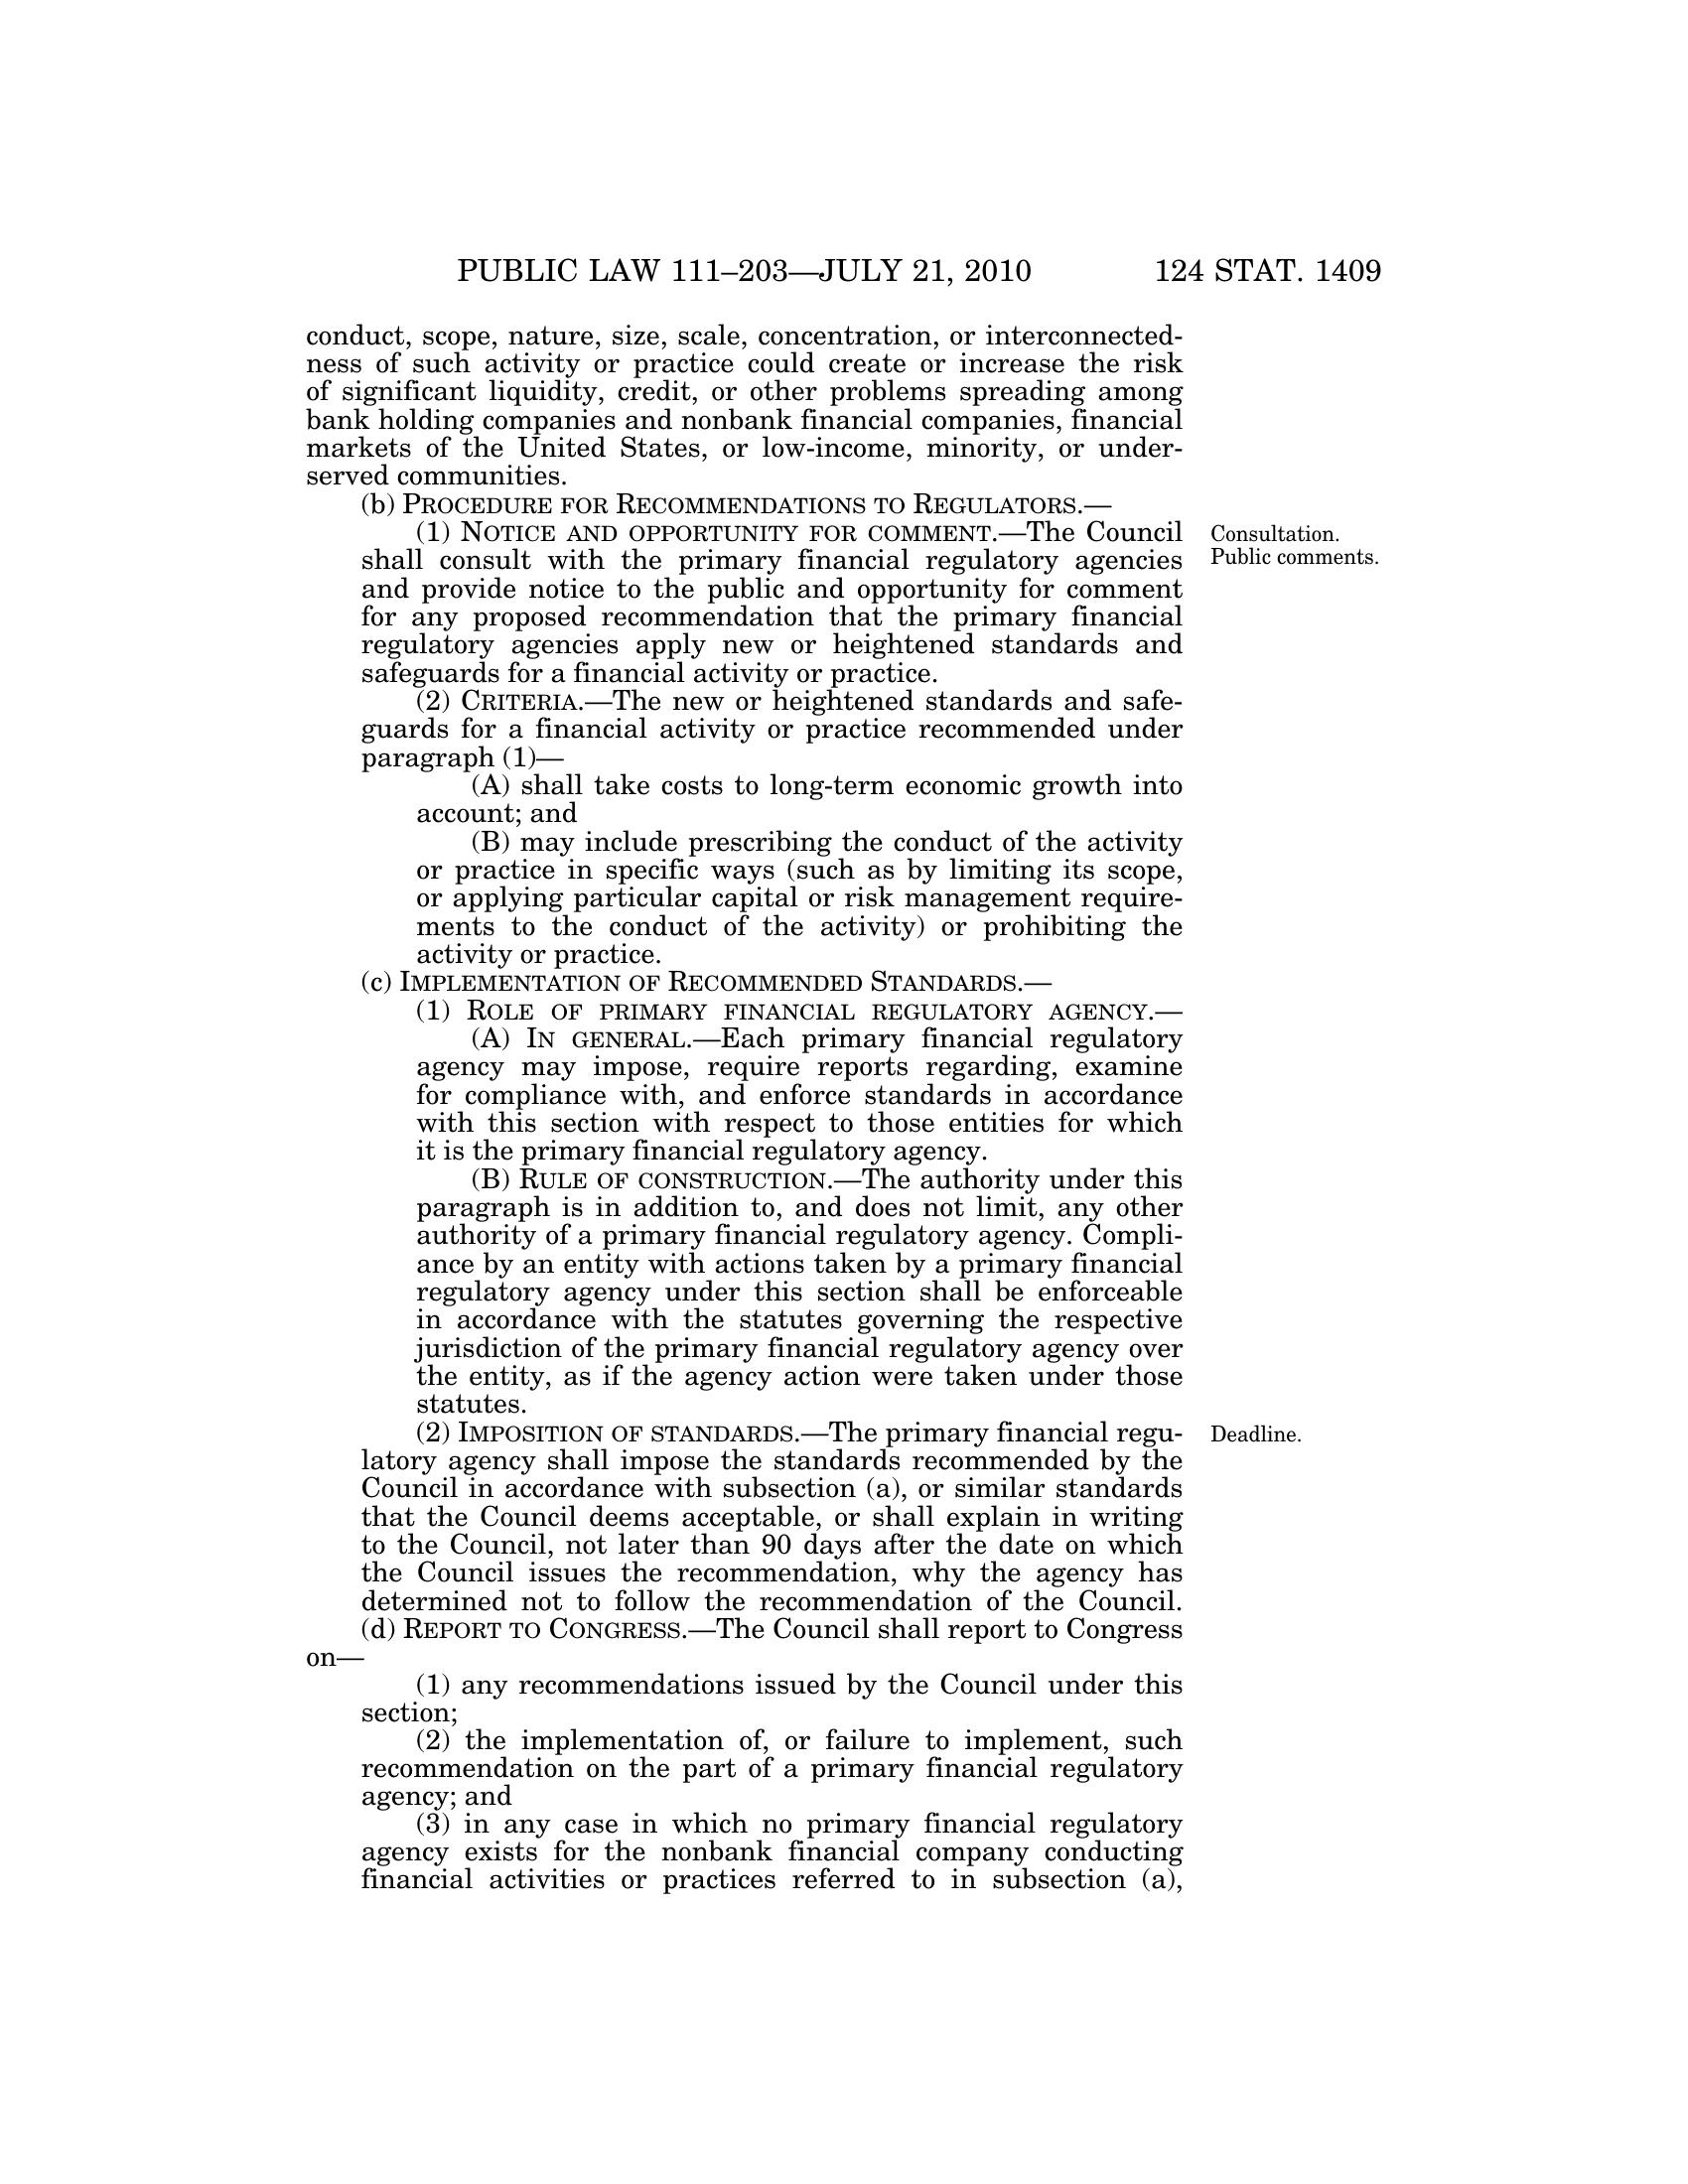 PUBLIC LAW 111–203—JULY 21, 2010 124 STAT. 1409
conduct, scope, nature, size, scale, concentration, or interconnected-
ness of such activity or practice could create or increase the risk
of significant liquidity, credit, or other problems spreading among
bank holding companies and nonbank financial companies, financial
markets of the United States, or low-income, minority, or under-
served communities.
(b) PROCEDURE FOR RECOMMENDATIONS TO REGULATORS.—
(1) NOTICE AND OPPORTUNITY FOR COMMENT.—The Council
shall consult with the primary financial regulatory agencies
and provide notice to the public and opportunity for comment
for any proposed recommendation that the primary financial
regulatory agencies apply new or heightened standards and
safeguards for a financial activity or practice.
(2) CRITERIA.—The new or heightened standards and safe-
guards for a financial activity or practice recommended under
paragraph (1)—
(A) shall take costs to long-term economic growth into
account; and
(B) may include prescribing the conduct of the activity
or practice in specific ways (such as by limiting its scope,
or applying particular capital or risk management require-
ments to the conduct of the activity) or prohibiting the
activity or practice.
(c) IMPLEMENTATION OF RECOMMENDED STANDARDS.—
(1) ROLE OF PRIMARY FINANCIAL REGULATORY AGENCY.—
(A) IN GENERAL.—Each primary financial regulatory
agency may impose, require reports regarding, examine
for compliance with, and enforce standards in accordance
with this section with respect to those entities for which
it is the primary financial regulatory agency.
(B) RULE OF CONSTRUCTION.—The authority under this
paragraph is in addition to, and does not limit, any other
authority of a primary financial regulatory agency. Compli-
ance by an entity with actions taken by a primary financial
regulatory agency under this section shall be enforceable
in accordance with the statutes governing the respective
jurisdiction of the primary financial regulatory agency over
the entity, as if the agency action were taken under those
statutes.
(2) IMPOSITION OF STANDARDS.—The primary financial regu-
latory agency shall impose the standards recommended by the
Council in accordance with subsection (a), or similar standards
that the Council deems acceptable, or shall explain in writing
to the Council, not later than 90 days after the date on which
the Council issues the recommendation, why the agency has
determined not to follow the recommendation of the Council.
(d) REPORT TO CONGRESS.—The Council shall report to Congress
on—
(1) any recommendations issued by the Council under this
section;
(2) the implementation of, or failure to implement, such
recommendation on the part of a primary financial regulatory
agency; and
(3) in any case in which no primary financial regulatory
agency exists for the nonbank financial company conducting
financial activities or practices referred to in subsection (a),
Consultation.
Public comments.
Deadline.